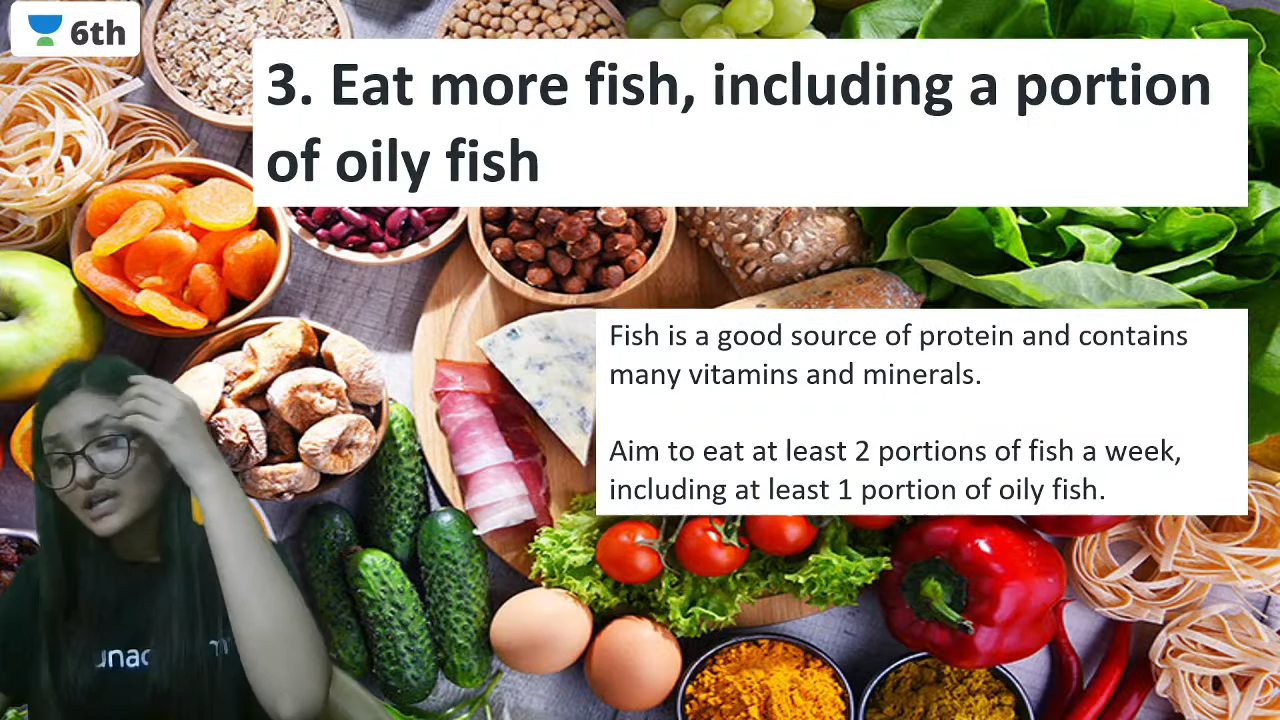 6th
3. Eat more fish, including a portion
of oily fish
Fish is a good source of protein and contains
many vitamins and minerals.
Aim to eat at least 2 portions of fish a week,
including at least 1 portion of oily fish.